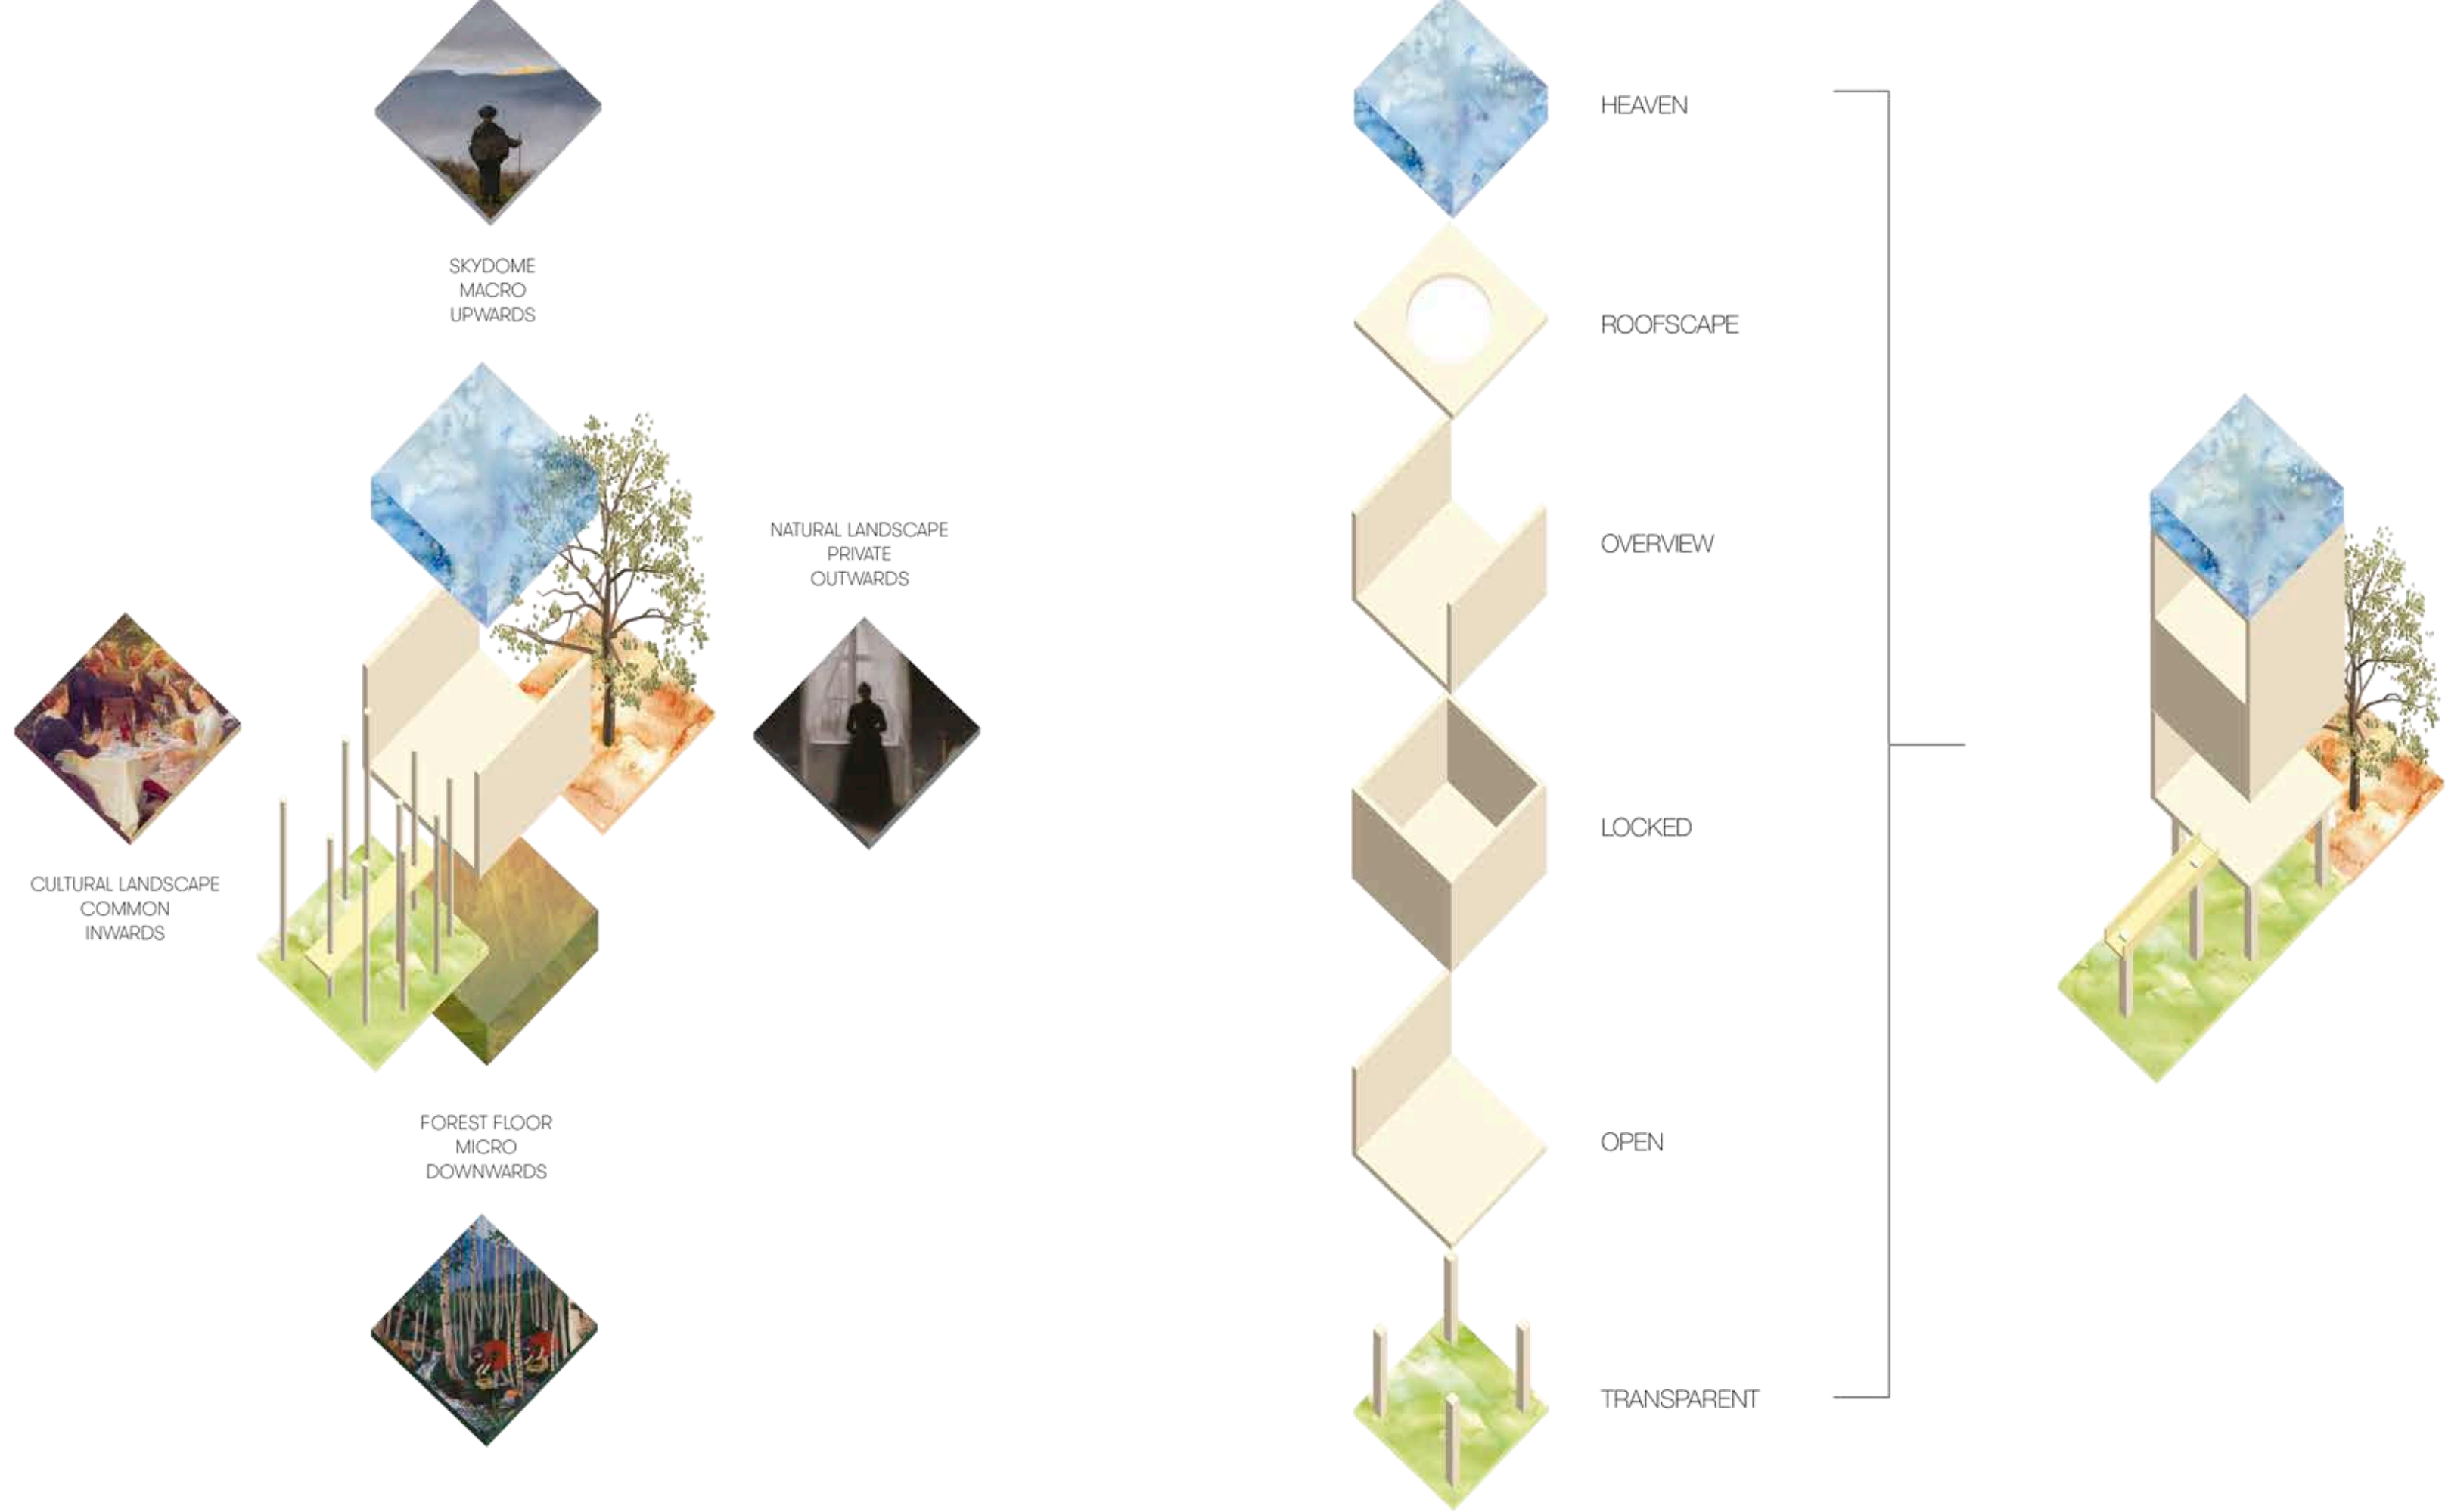 SKYDOME
MACRO
UPWARDS
NATURAL LANDSCAPE
PRIVATE
OUTWARDS
CULTURAL LANDSCAPE
COMMON
INWARDS
FOREST FLOOR
MICRO
DOWNWARDS
HEAVEN
ROOFSCAPE
OVERVIEW
LOCKED
OPEN
TRANSPARENT